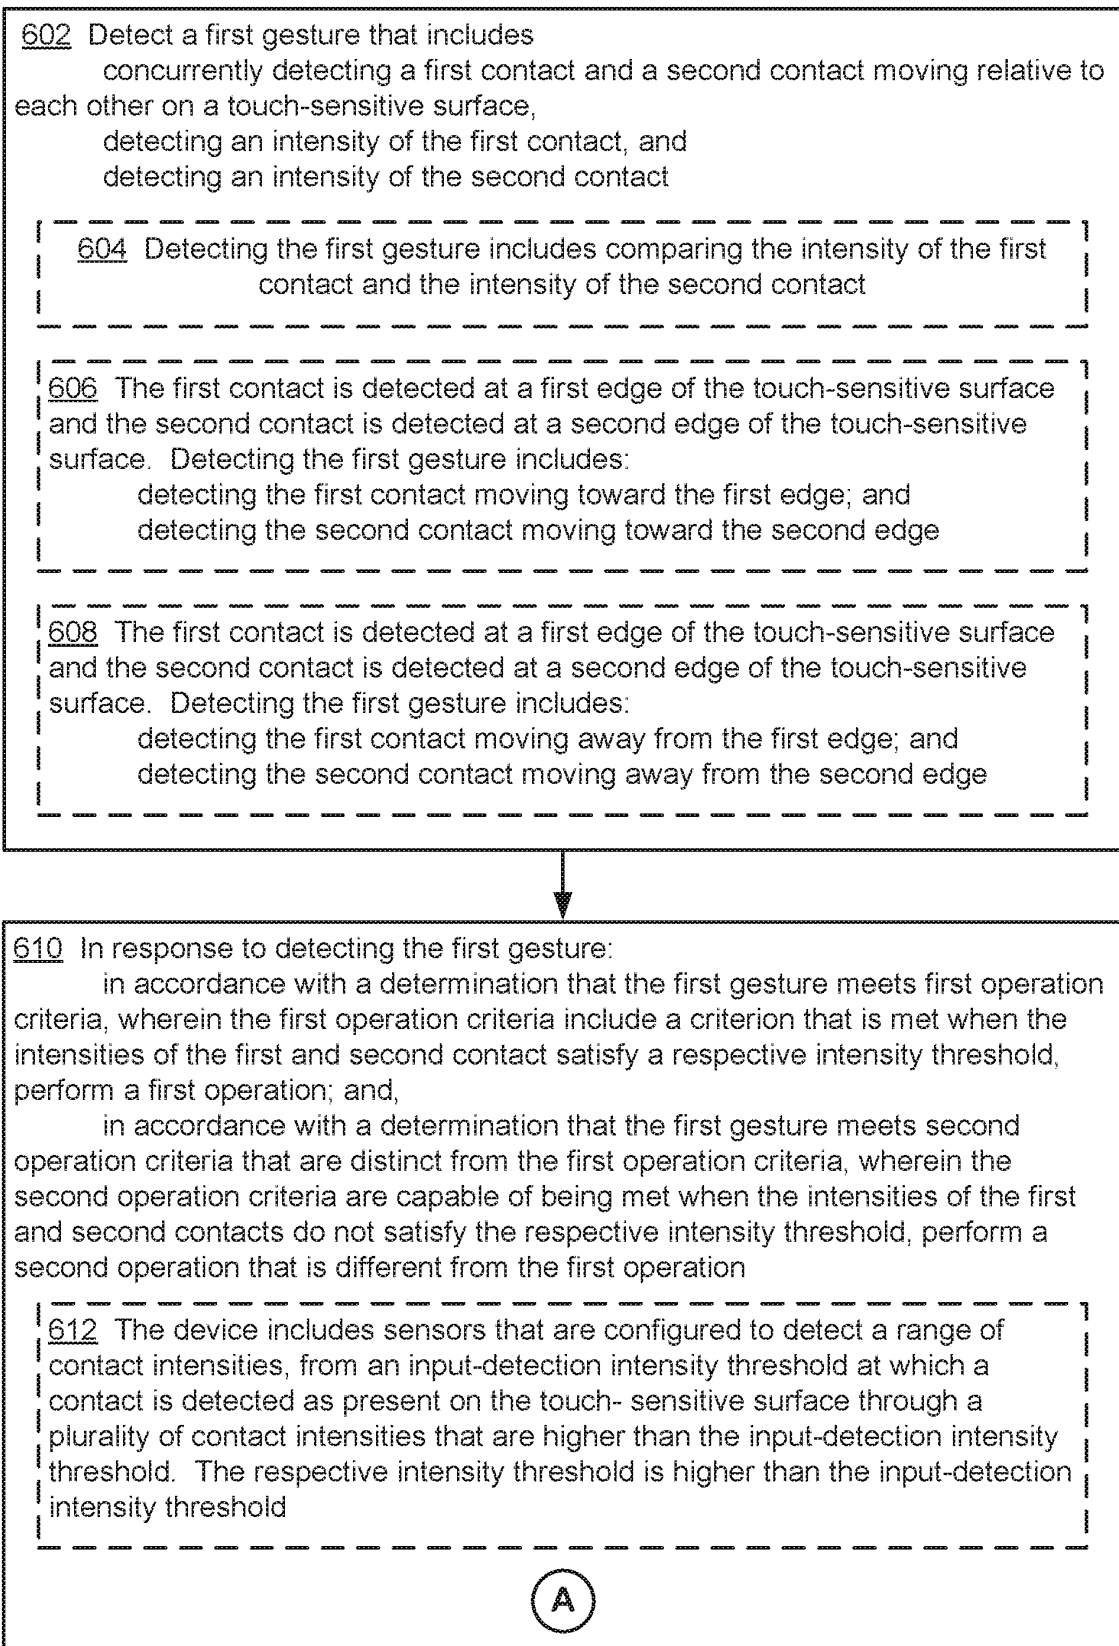 602 Detect a first gesture that includes
concurrently detecting a first contact and a second contact moving relative to
each other on a touch-sensitive surface,
detecting an intensity of the first contact, and
detecting an intensity of the second contact
604 Detecting the first gesture includes comparing the intensity of the first
contact and the intensity of the second contact
606 The first contact is detected at a first edge of the touch-sensitive surface
and the second contact is detected at a second edge of the touch-sensitive
surface. Detecting the first gesture includes:
detecting the first contact moving toward the first edge; and
detecting the second contact moving toward the second edge
608 The first contact is detected at a first edge of the touch-sensitive surface
and the second contact is detected at a second edge of the touch-sensitive
surface. Detecting the first gesture includes:
detecting the first contact moving away from the first edge; and
detecting the second contact moving away from the second edge
610 In response to detecting the first gesture:
in accordance with a determination that the first gesture meets first operation
criteria, wherein the first operation criteria include a criterion that is met when the
intensities of the first and second contact satisfy a respective intensity threshold,
perform a first operation; and,
in accordance with a determination that the first gesture meets second
operation criteria that are distinct from the first operation criteria, wherein the
second operation criteria are capable of being met when the intensities of the first
and second contacts do not satisfy the respective intensity threshold, perform a
second operation that is different from the first operation
612 The device includes sensors that are configured to detect a range of
contact intensities, from an input-detection intensity threshold at which a
contact is detected as present on the touch- sensitive surface through a
plurality of contact intensities that are higher than the input-detection intensity
threshold. The respective intensity threshold is higher than the input-detection
intensity threshold
A